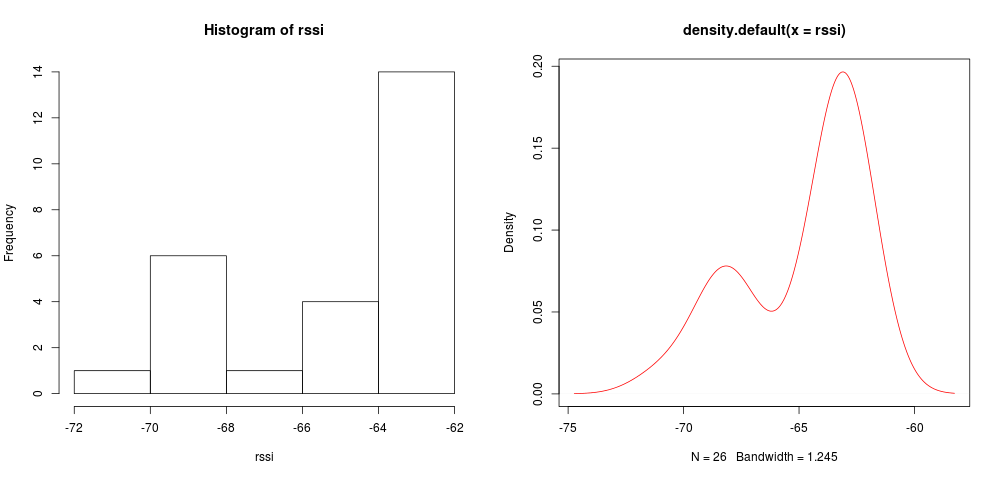 Histogram of rssi
Frequency
14
12
10
8
6
4
2
0
-72 -70 -68 -66 -64 -62
rssi
density.default(x = rssi)
Density
0.20
0.15
0.10
0.05
0.00
-75 -70 -65 -60
N = 26 Bandwidth = 1.245